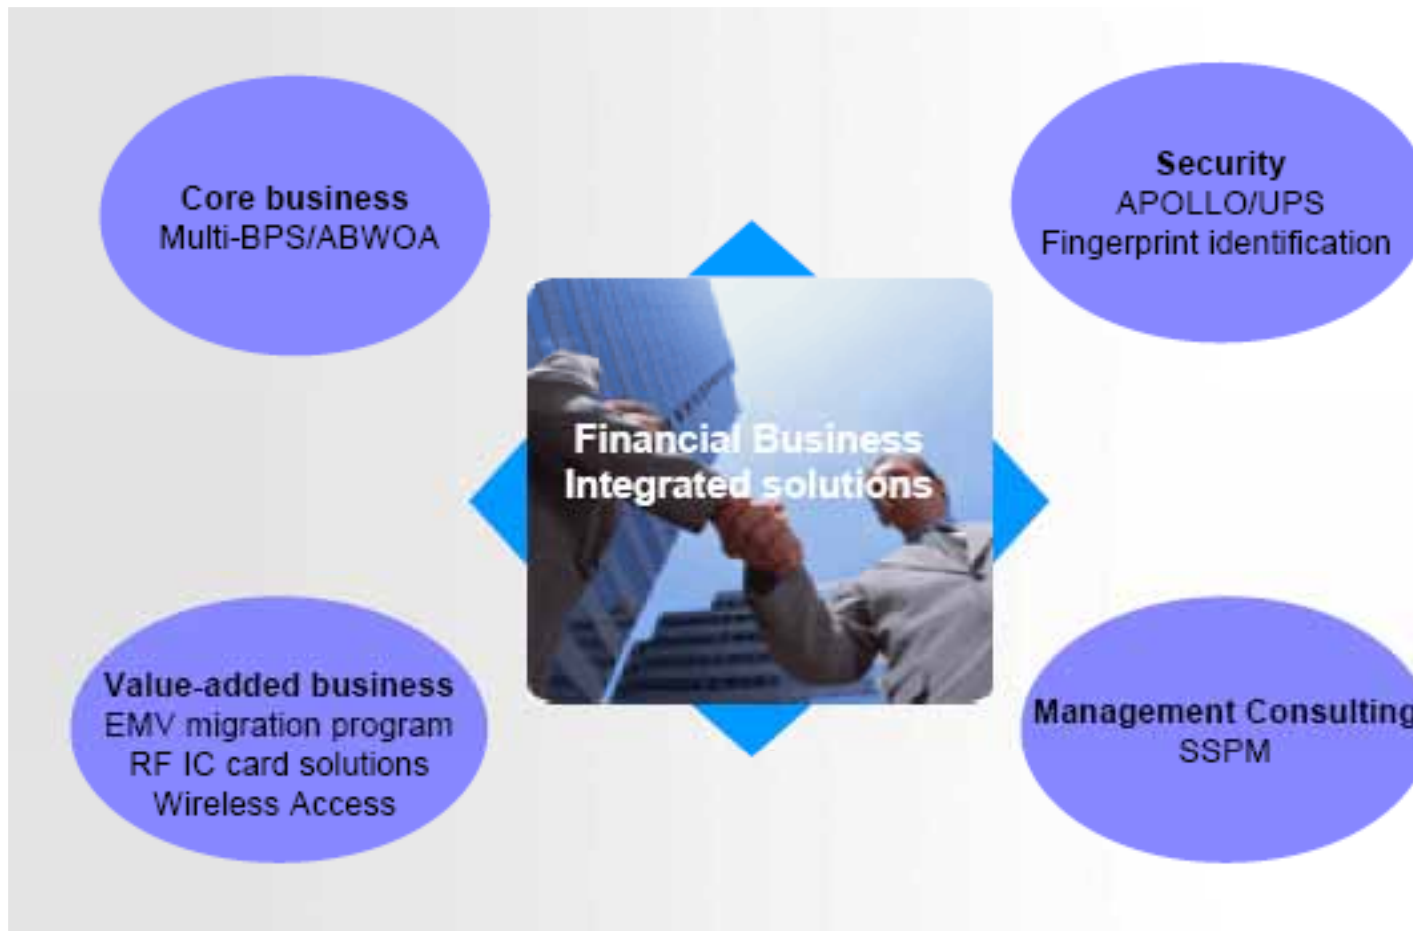 Core business
Multi-BPS/ABWOA
Security
APOLLO/UPS
Fingerprint identification
Financial Business
Integrated solutions
Value-added business
EMV migration program
RF IC card solutions
Wireless Access
Management Consulting
SSPM